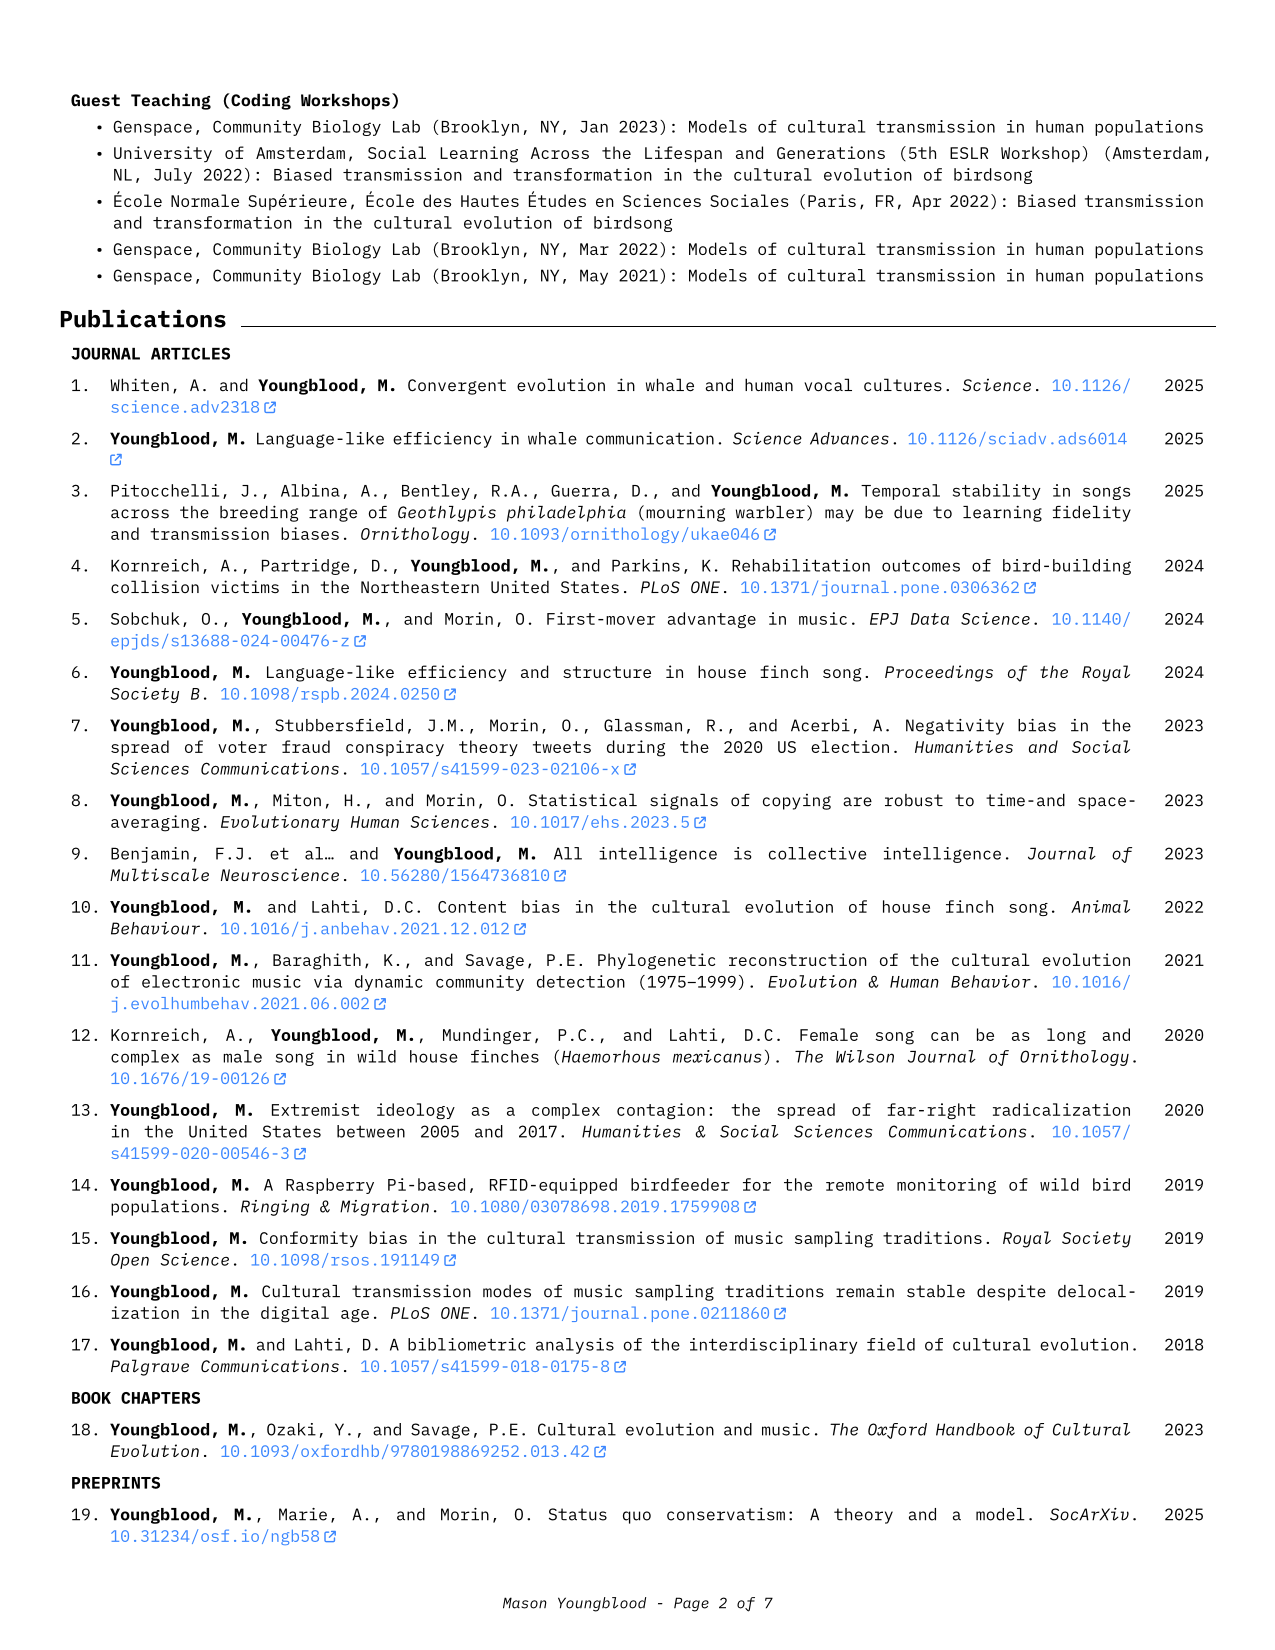 Guest Teaching (Coding Workshops)
• Genspace, Community Biology Lab (Brooklyn, NY, Jan 2023): Models of cultural transmission in human populations
• University of Amsterdam, Social Learning Across the Lifespan and Generations (5th ESLR Workshop) (Amsterdam,
NL, July 2022): Biased transmission and transformation in the cultural evolution of birdsong
• École Normale Supérieure, École des Hautes Études en Sciences Sociales (Paris, FR, Apr 2022): Biased transmission
and transformation in the cultural evolution of birdsong
• Genspace, Community Biology Lab (Brooklyn, NY, Mar 2022): Models of cultural transmission in human populations
• Genspace, Community Biology Lab (Brooklyn, NY, May 2021): Models of cultural transmission in human populations
Publications
JOURNAL ARTICLES
1. Whiten, A. and Youngblood, M. Convergent evolution in whale and human vocal cultures. Science. 10.1126/ 2025
science.adv2318
2. Youngblood, M. Language-like efficiency in whale communication. Science Advances. 10.1126/sciadv.ads6014 2025
3. Pitocchelli, J., Albina, A., Bentley, R.A., Guerra, D., and Youngblood, M. Temporal stability in songs 2025
across the breeding range of Geothlypis philadelphia (mourning warbler) may be due to learning fidelity
and transmission biases. Ornithology. 10.1093/ornithology/ukae046
4. Kornreich, A., Partridge, D., Youngblood, M., and Parkins, K. Rehabilitation outcomes of bird-building 2024
collision victims in the Northeastern United States. PLoS ONE. 10.1371/journal.pone.0306362
5. Sobchuk, O., Youngblood, M., and Morin, O. First-mover advantage in music. EPJ Data Science. 10.1140/ 2024
epjds/s13688-024-00476-z
6. Youngblood, M. Language-like efficiency and structure in house finch song. Proceedings of the Royal 2024
Society B. 10.1098/rspb.2024.0250
7. Youngblood, M., Stubbersfield, J.M., Morin, O., Glassman, R., and Acerbi, A. Negativity bias in the 2023
spread of voter fraud conspiracy theory tweets during the 2020 US election. Humanities and Social
Sciences Communications. 10.1057/s41599-023-02106-x
8. Youngblood, M., Miton, H., and Morin, O. Statistical signals of copying are robust to time-and space- 2023
averaging. Evolutionary Human Sciences. 10.1017/ehs.2023.5
9. Benjamin, F.J. et al… and Youngblood, M. All intelligence is collective intelligence. Journal of 2023
Multiscale Neuroscience. 10.56280/1564736810
10. Youngblood, M. and Lahti, D.C. Content bias in the cultural evolution of house finch song. Animal 2022
Behaviour. 10.1016/j.anbehav.2021.12.012
11. Youngblood, M., Baraghith, K., and Savage, P.E. Phylogenetic reconstruction of the cultural evolution 2021
of electronic music via dynamic community detection (1975–1999). Evolution & Human Behavior. 10.1016/
j.evolhumbehav.2021.06.002
12. Kornreich, A., Youngblood, M., Mundinger, P.C., and Lahti, D.C. Female song can be as long and 2020
complex as male song in wild house finches (Haemorhous mexicanus). The Wilson Journal of Ornithology.
10.1676/19-00126
13. Youngblood, M. Extremist ideology as a complex contagion: the spread of far-right radicalization 2020
in the United States between 2005 and 2017. Humanities & Social Sciences Communications. 10.1057/
s41599-020-00546-3
14. Youngblood, M. A Raspberry Pi-based, RFID-equipped birdfeeder for the remote monitoring of wild bird 2019
populations. Ringing & Migration. 10.1080/03078698.2019.1759908
15. Youngblood, M. Conformity bias in the cultural transmission of music sampling traditions. Royal Society 2019
Open Science. 10.1098/rsos.191149
16. Youngblood, M. Cultural transmission modes of music sampling traditions remain stable despite delocal- 2019
ization in the digital age. PLoS ONE. 10.1371/journal.pone.0211860
17. Youngblood, M. and Lahti, D. A bibliometric analysis of the interdisciplinary field of cultural evolution. 2018
Palgrave Communications. 10.1057/s41599-018-0175-8
BOOK CHAPTERS
18. Youngblood, M., Ozaki, Y., and Savage, P.E. Cultural evolution and music. The Oxford Handbook of Cultural 2023
Evolution. 10.1093/oxfordhb/9780198869252.013.42
PREPRINTS
19. Youngblood, M., Marie, A., and Morin, O. Status quo conservatism: A theory and a model. SocArXiv. 2025
10.31234/osf.io/ngb58
Mason Youngblood - Page 2 of 7